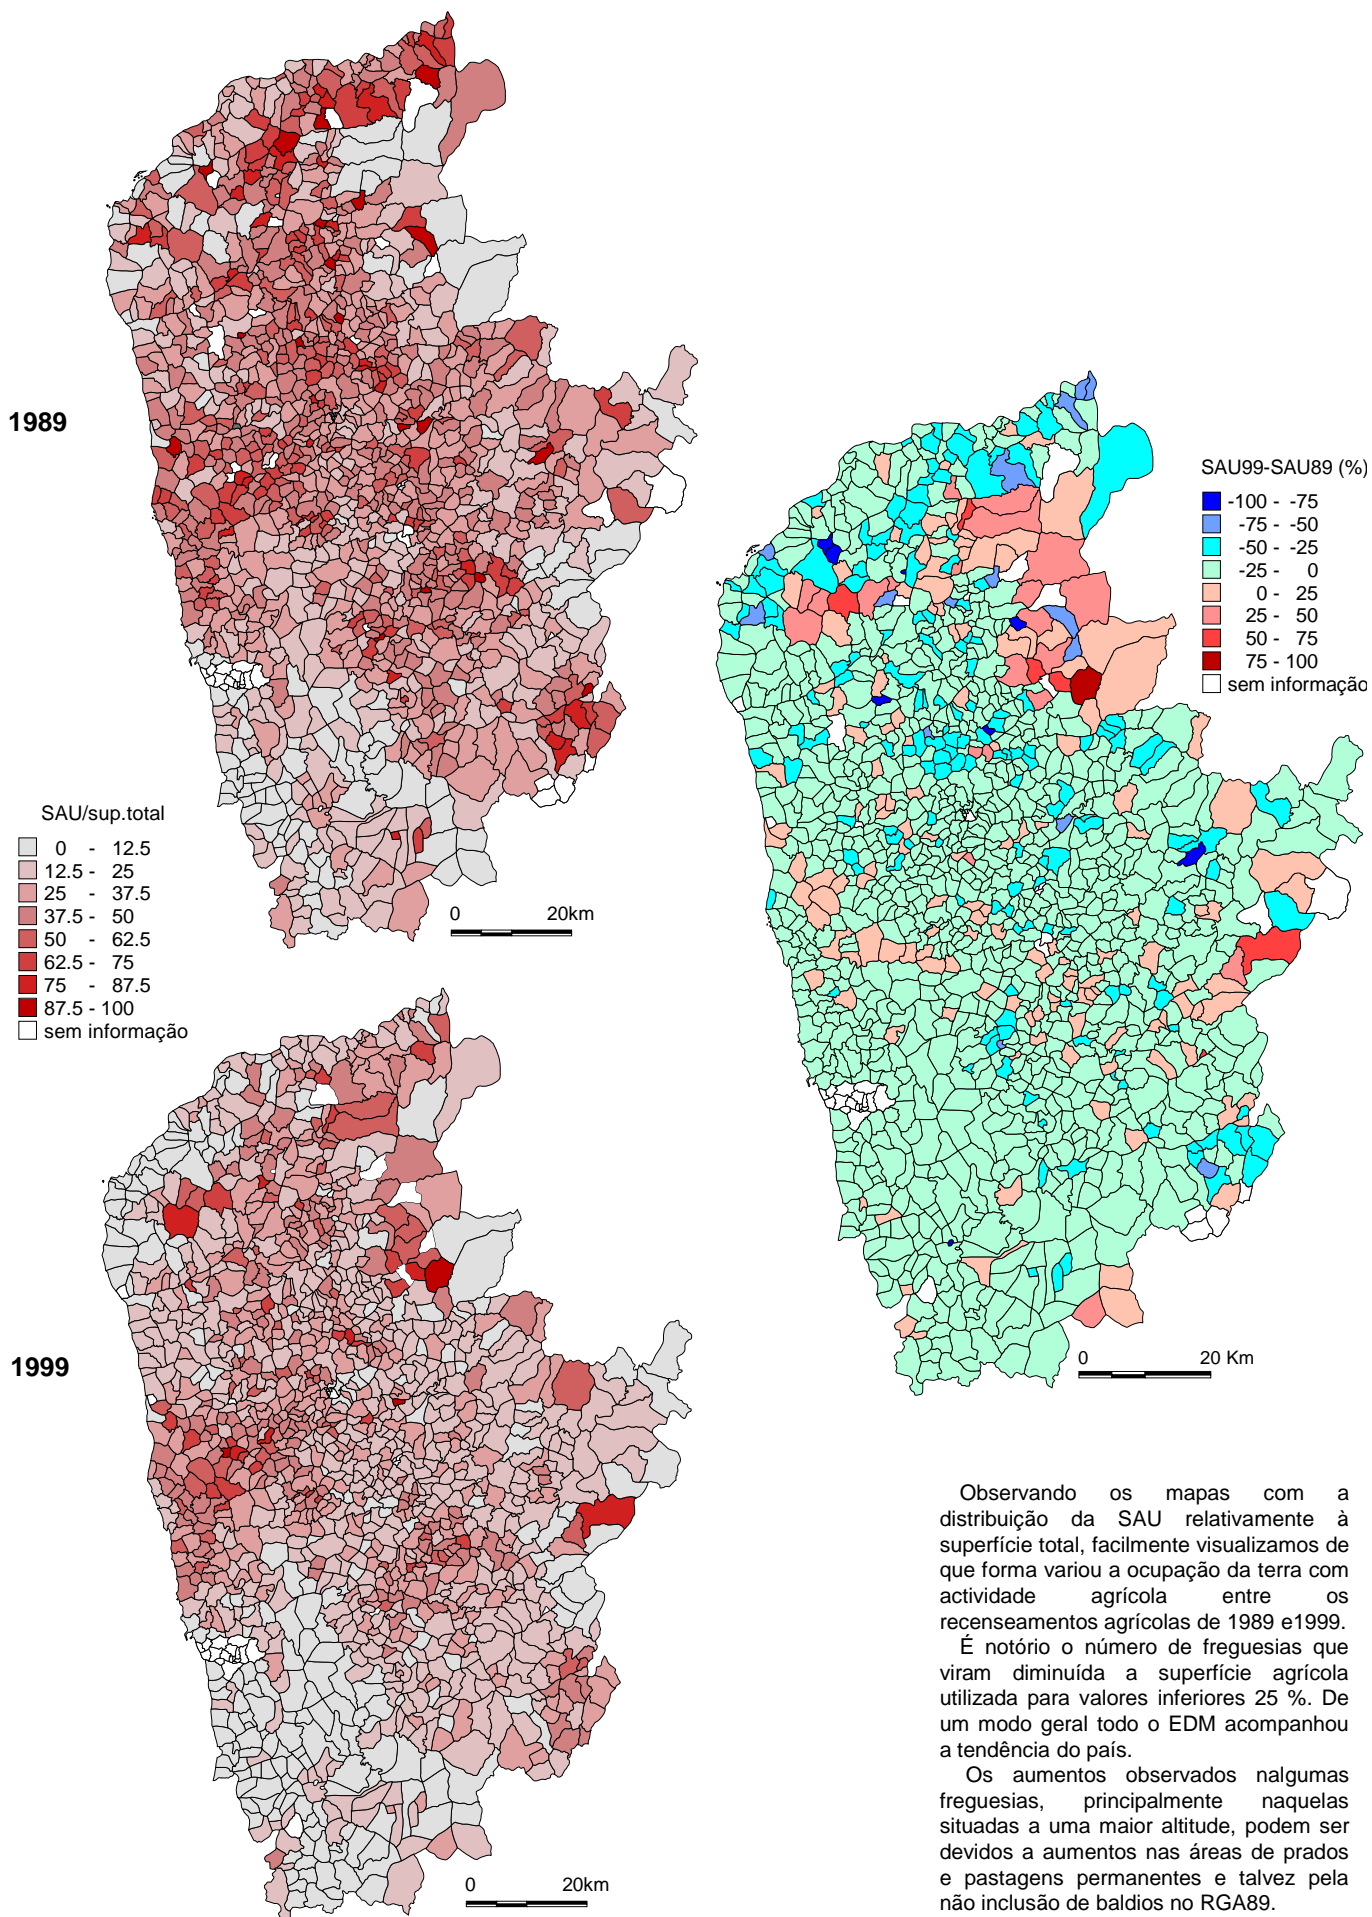 1989
SAU/sup.total
0 - 12.5
12.5 - 25
25 - 37.5
37.5 - 50
50 - 62.5
62.5 - 75
75 - 87.5
87.5 - 100
sem informação
0 20km
1999
0 20km
SAU99-SAU89 (%)
-100 - -75
-75 - -50
-50 - -25
-25 - 0
0 - 25
25 - 50
50 - 75
75 - 100
sem informação
0 20 Km
Observando os mapas com a
distribuição da SAU relativamente à
superfície total, facilmente visualizamos de
que forma variou a ocupação da terra com
actividade agrícola entre os
recenseamentos agrícolas de 1989 e1999.
É notório o número de freguesias que
viram diminuída a superfície agrícola
utilizada para valores inferiores 25 %. De
um modo geral todo o EDM acompanhou
a tendência do país.
Os aumentos observados nalgumas
freguesias, principalmente naquelas
situadas a uma maior altitude, podem ser
devidos a aumentos nas áreas de prados
e pastagens permanentes e talvez pela
não inclusão de baldios no RGA89.